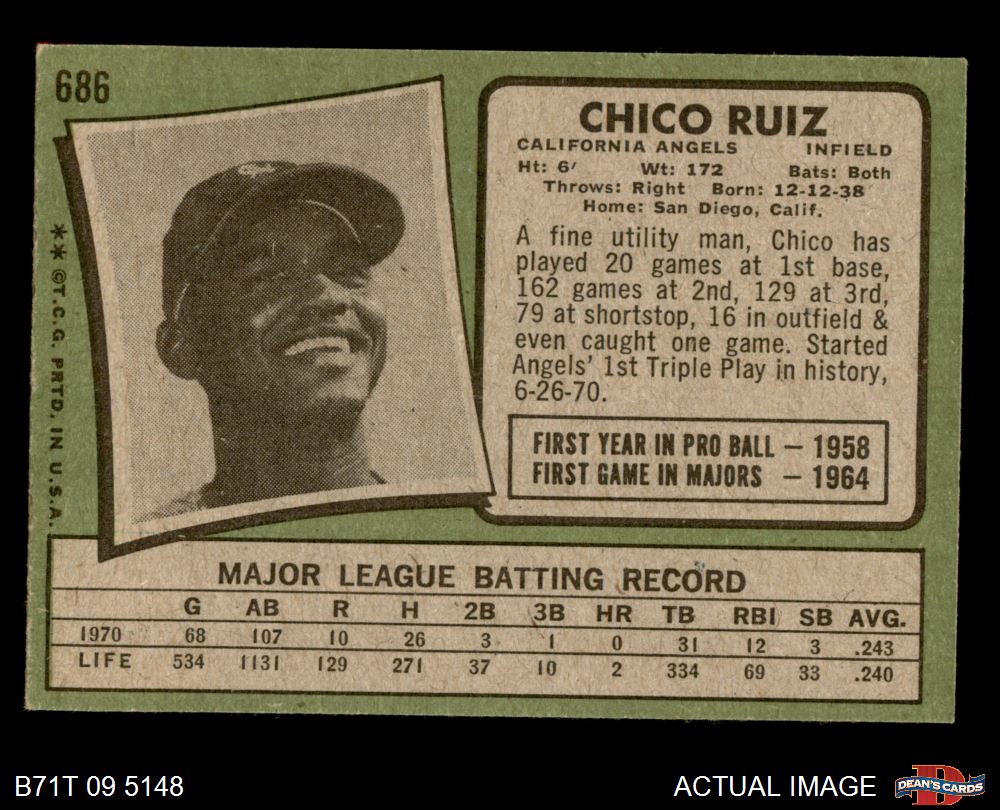 686
CHICO RUIZ
CALIFORNIA ANGELS INFIELD
Ht: 6' Wt: 172 Bats: Both
Throws: Right Born: 12-12-38
Home: San Diego, Calif.
A fine utility man, Chico has
played 20 games at 1st base,
162 games at 2nd, 129 at 3rd,
79 at shortstop, 16 in outfield &
even caught one game. Started
Angels' 1st Triple Play in history,
6-26-70.
FIRST YEAR IN PRO BALL — 1958
FIRST GAME IN MAJORS — 1964
** ©T.C.G. PRTD. IN U.S.A.
MAJOR LEAGUE BATTING RECORD
G AB R H 2B 3B HR TB RBI SB AVG.
1970 68 107 10 26 3 1 0 31 12 3 .243
LIFE 534 1131 129 271 37 10 2 334 69 33 .240
B71T 09 5148 ACTUAL IMAGE DEAN'S CARDS